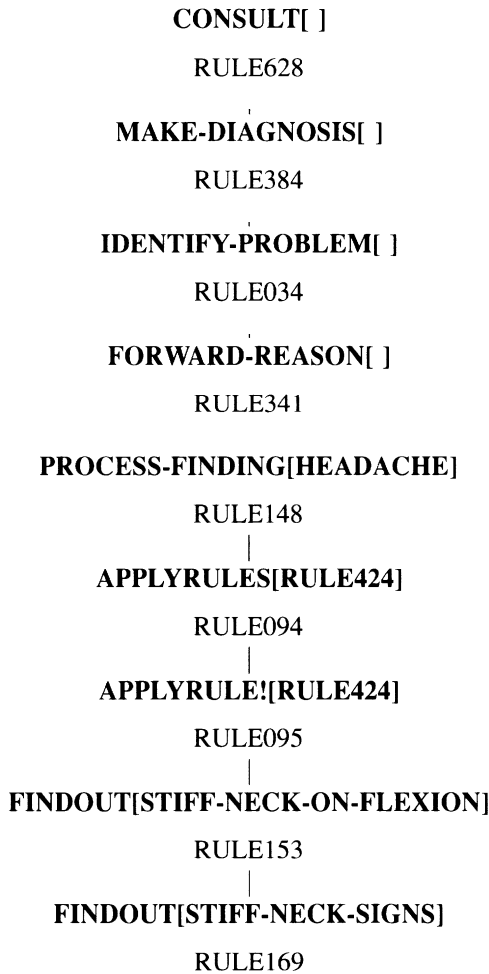 CONSULT[ ]
RULE628
MAKE-DIAGNOSIS[ ]
RULE384
IDENTIFY-PROBLEM[ ]
RULE034
FORWARD-REASON[ ]
RULE341
PROCESS-FINDING[HEADACHE]
RULE148
APPLYRULES[RULE424]
RULE094
APPLYRULE![RULE424]
RULE095
FINDOUT[STIFF-NECK-ON-FLEXION]
RULE153
FINDOUT[STIFF-NECK-SIGNS]
RULE169